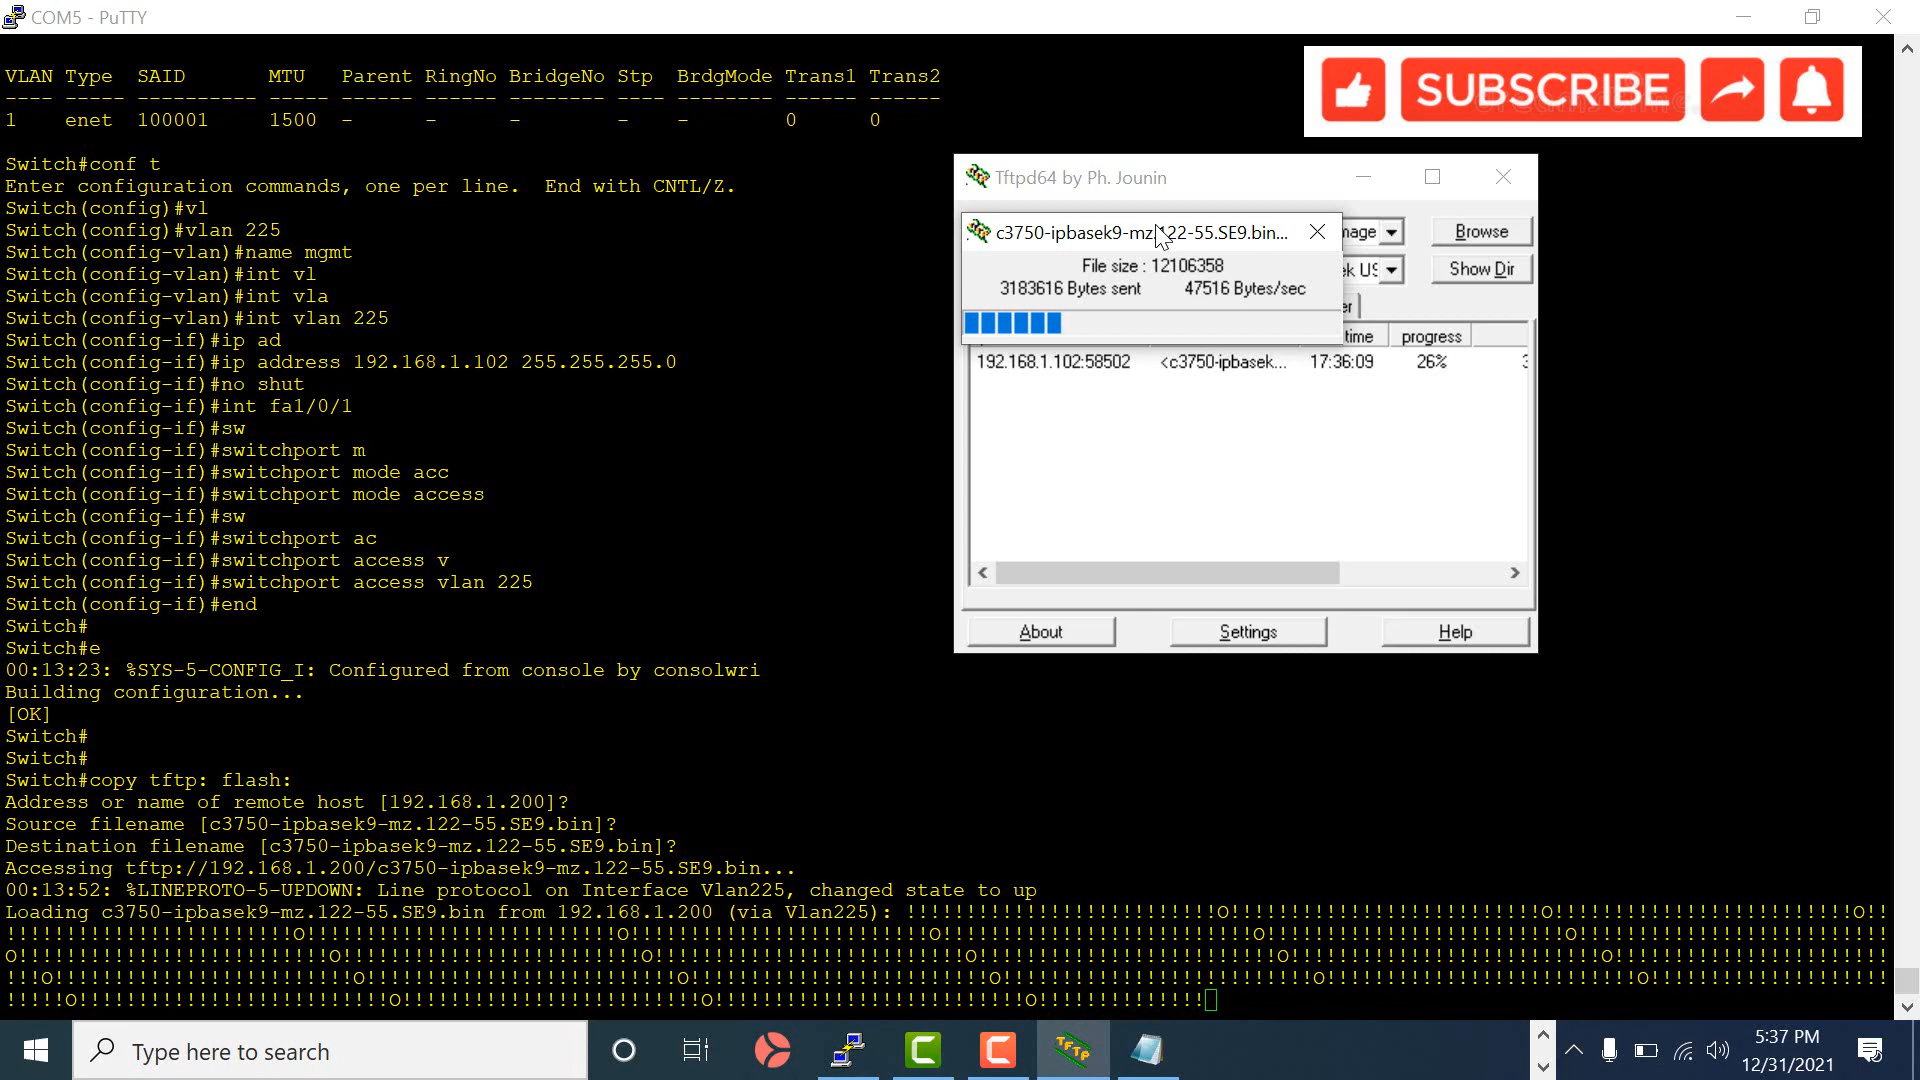 COM5 - PuTTY
VLAN Type  SAID       MTU   Parent RingNo BridgeNo Stp  BrdgMode Trans1 Trans2
---- ----- ---------- ----- ------ ------ -------- ---- -------- ------ ------
1    enet  100001     1500  -      -      -        -    -        0      0
Switch#conf t
Enter configuration commands, one per line.  End with CNTL/Z.
Switch(config)#vl
Switch(config)#vlan 225
Switch(config-vlan)#name mgmt
Switch(config-vlan)#int vl
Switch(config-vlan)#int vla
Switch(config-vlan)#int vlan 225
Switch(config-if)#ip ad
Switch(config-if)#ip address 192.168.1.102 255.255.255.0
Switch(config-if)#no shut
Switch(config-if)#int fa1/0/1
Switch(config-if)#sw
Switch(config-if)#switchport m
Switch(config-if)#switchport mode acc
Switch(config-if)#switchport mode access
Switch(config-if)#sw
Switch(config-if)#switchport ac
Switch(config-if)#switchport access v
Switch(config-if)#switchport access vlan 225
Switch(config-if)#end
Switch#
Switch#e
00:13:23: %SYS-5-CONFIG_I: Configured from console by consolwri
Building configuration...
[OK]
Switch#
Switch#
Switch#copy tftp: flash:
Address or name of remote host [192.168.1.200]?
Source filename [c3750-ipbasek9-mz.122-55.SE9.bin]?
Destination filename [c3750-ipbasek9-mz.122-55.SE9.bin]?
Accessing tftp://192.168.1.200/c3750-ipbasek9-mz.122-55.SE9.bin...
00:13:52: %LINEPROTO-5-UPDOWN: Line protocol on Interface Vlan225, changed state to up
Loading c3750-ipbasek9-mz.122-55.SE9.bin from 192.168.1.200 (via Vlan225): !!!!!!!!!!!!!!!!!!!!!!!!!!O!!!!!!!!!!!!!!!!!!!!!!!!!!O!!!!!!!!!!!!!!!!!!!!!!!!!O!!
!!!!!!!!!!!!!!!!!!!!!!!!O!!!!!!!!!!!!!!!!!!!!!!!!!!O!!!!!!!!!!!!!!!!!!!!!!!!!O!!!!!!!!!!!!!!!!!!!!!!!!!!O!!!!!!!!!!!!!!!!!!!!!!!!!O!!!!!!!!!!!!!!!!!!!!!!!!!!
O!!!!!!!!!!!!!!!!!!!!!!!!!!O!!!!!!!!!!!!!!!!!!!!!!!!!O!!!!!!!!!!!!!!!!!!!!!!!!!!O!!!!!!!!!!!!!!!!!!!!!!!!!O!!!!!!!!!!!!!!!!!!!!!!!!!!O!!!!!!!!!!!!!!!!!!!!!!!
!!!O!!!!!!!!!!!!!!!!!!!!!!!!!O!!!!!!!!!!!!!!!!!!!!!!!!!!O!!!!!!!!!!!!!!!!!!!!!!!!!O!!!!!!!!!!!!!!!!!!!!!!!!!!O!!!!!!!!!!!!!!!!!!!!!!!!!!O!!!!!!!!!!!!!!!!!!!!
!!!!!O!!!!!!!!!!!!!!!!!!!!!!!!!!O!!!!!!!!!!!!!!!!!!!!!!!!!O!!!!!!!!!!!!!!!!!!!!!!!!!!O!!!!!!!!!!!!!!
SUBSCRIBE
Tftpd64 by Ph. Jounin
c3750-ipbasek9-mz.122-55.SE9.bin...
File size : 12106358
3183616 Bytes sent   47516 Bytes/sec
Browse
Show Dir
time progress
192.168.1.102:58502 <c3750-ipbasek... 17:36:09 26%
About Settings Help
Type here to search
TFTP
5:37 PM
12/31/2021